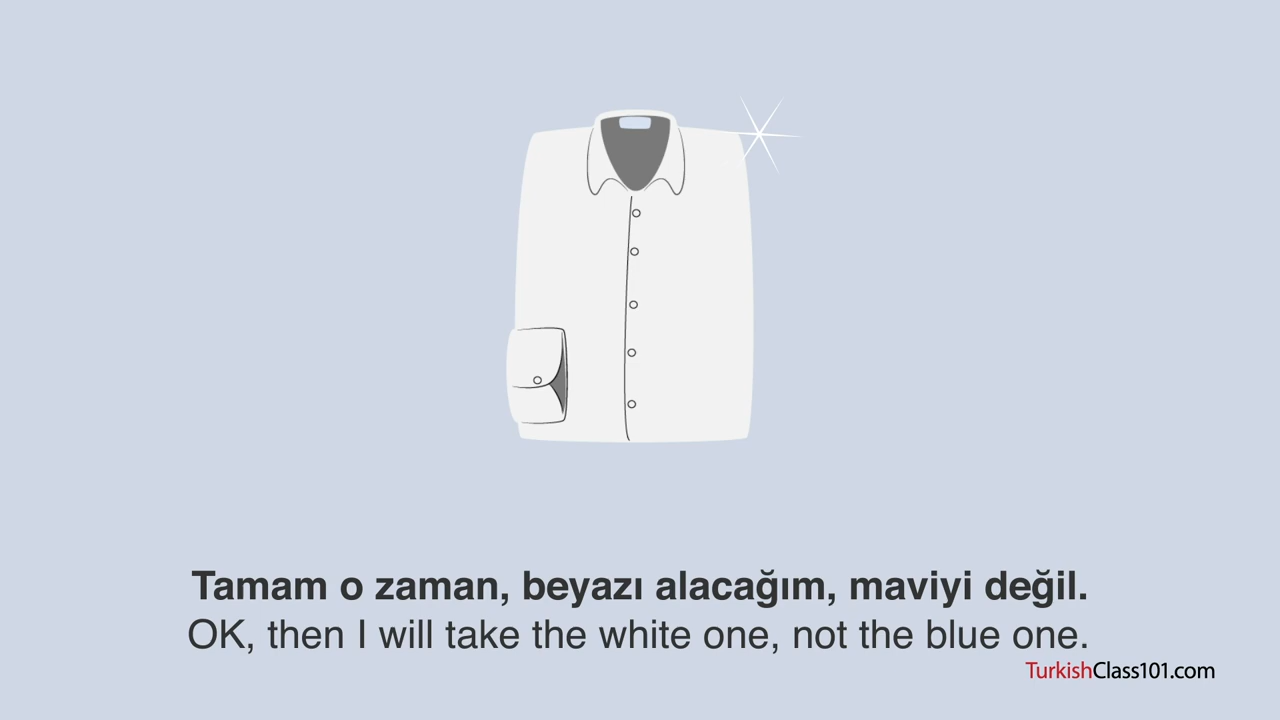 Tamam o zaman, beyazı alacağım, maviyi değil.
OK, then I will take the white one, not the blue one.
TurkishClass101.com